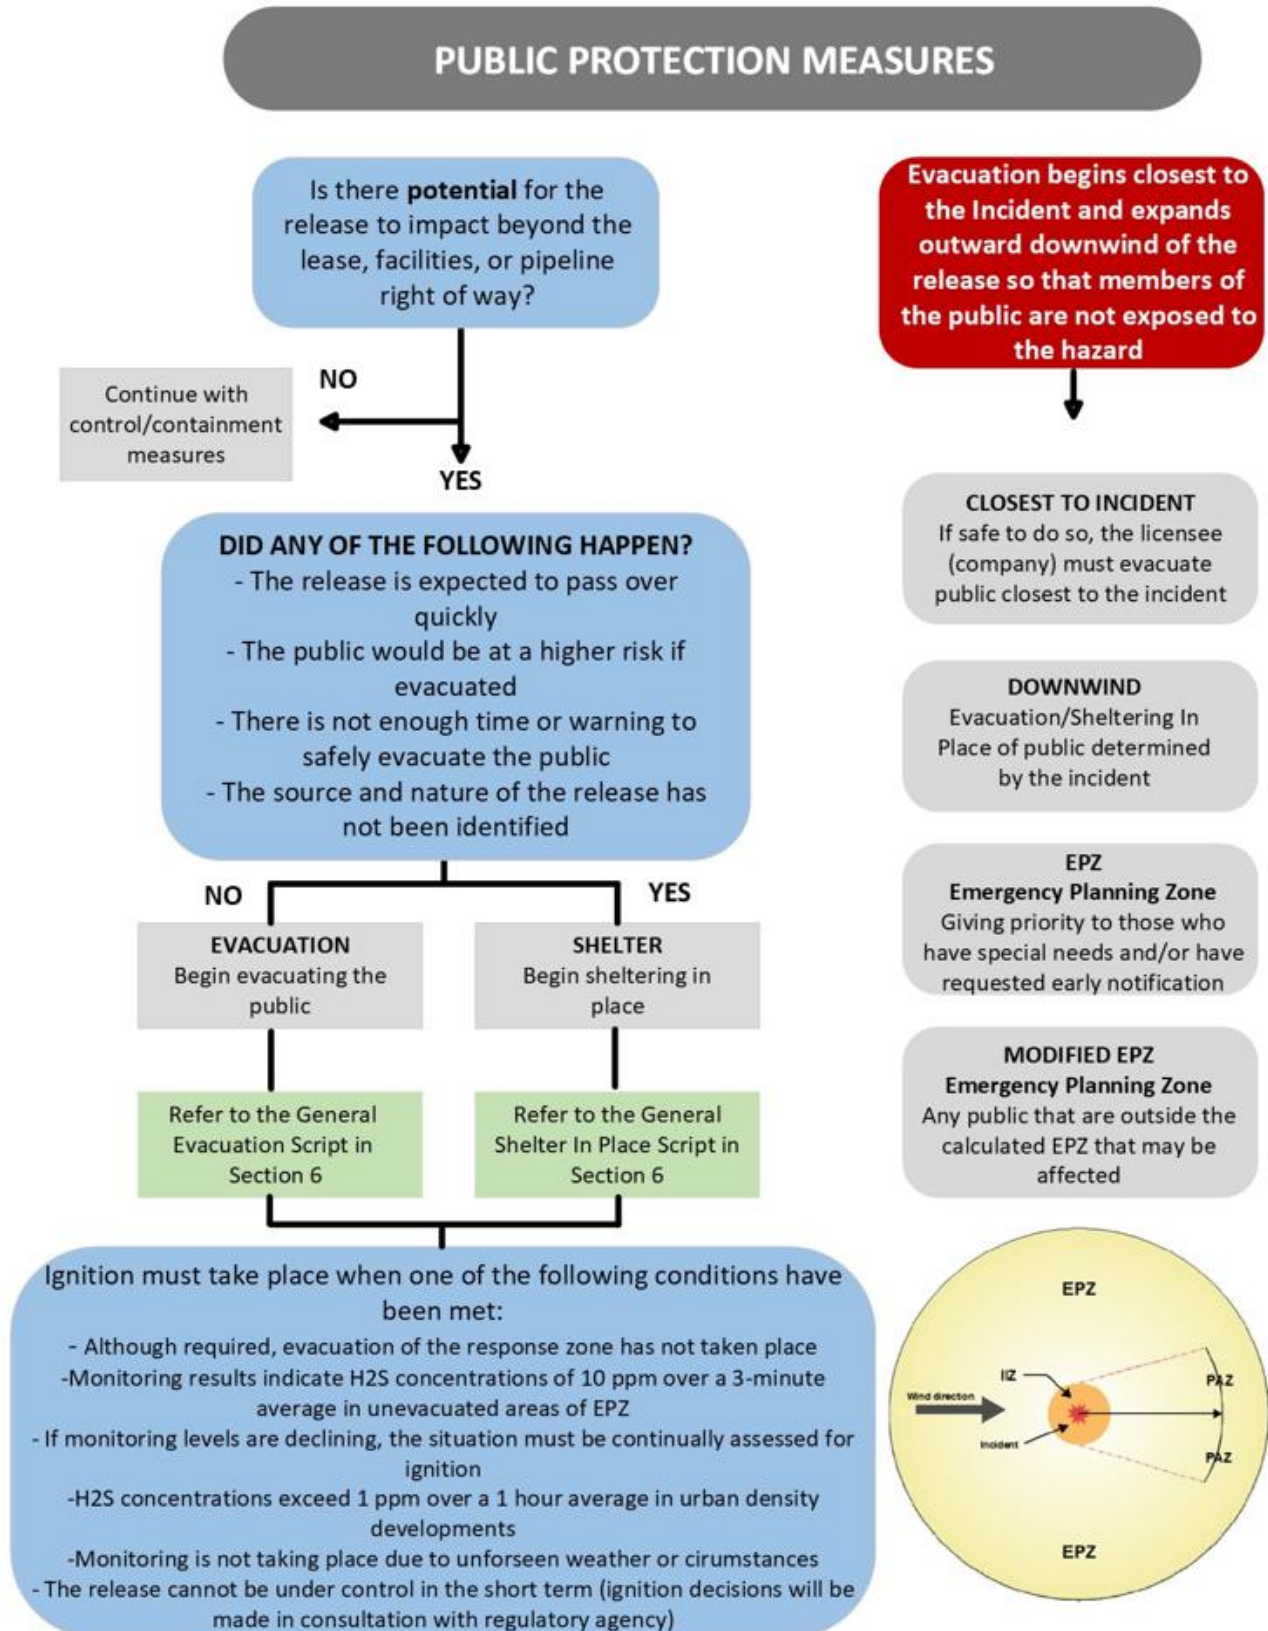 PUBLIC PROTECTION MEASURES
Is there potential for the
release to impact beyond the
lease, facilities, or pipeline
right of way?
NO
Continue with
control/containment
measures
YES
DID ANY OF THE FOLLOWING HAPPEN?
- The release is expected to pass over
quickly
- The public would be at a higher risk if
evacuated
- There is not enough time or warning to
safely evacuate the public
- The source and nature of the release has
not been identified
NO
YES
EVACUATION
Begin evacuating the
public
SHELTER
Begin sheltering in
place
Refer to the General
Evacuation Script in
Section 6
Refer to the General
Shelter In Place Script in
Section 6
Ignition must take place when one of the following conditions have
been met:
- Although required, evacuation of the response zone has not taken place
-Monitoring results indicate H2S concentrations of 10 ppm over a 3-minute
average in unevacuated areas of EPZ
- If monitoring levels are declining, the situation must be continually assessed for
ignition
-H2S concentrations exceed 1 ppm over a 1 hour average in urban density
developments
-Monitoring is not taking place due to unforseen weather or cirumstances
- The release cannot be under control in the short term (ignition decisions will be
made in consultation with regulatory agency)
Evacuation begins closest to
the Incident and expands
outward downwind of the
release so that members of
the public are not exposed to
the hazard
CLOSEST TO INCIDENT
If safe to do so, the licensee
(company) must evacuate
public closest to the incident
DOWNWIND
Evacuation/Sheltering In
Place of public determined
by the incident
EPZ
Emergency Planning Zone
Giving priority to those who
have special needs and/or have
requested early notification
MODIFIED EPZ
Emergency Planning Zone
Any public that are outside the
calculated EPZ that may be
affected
EPZ
IIZ
PAZ
Wind direction
Incident
PAZ
EPZ